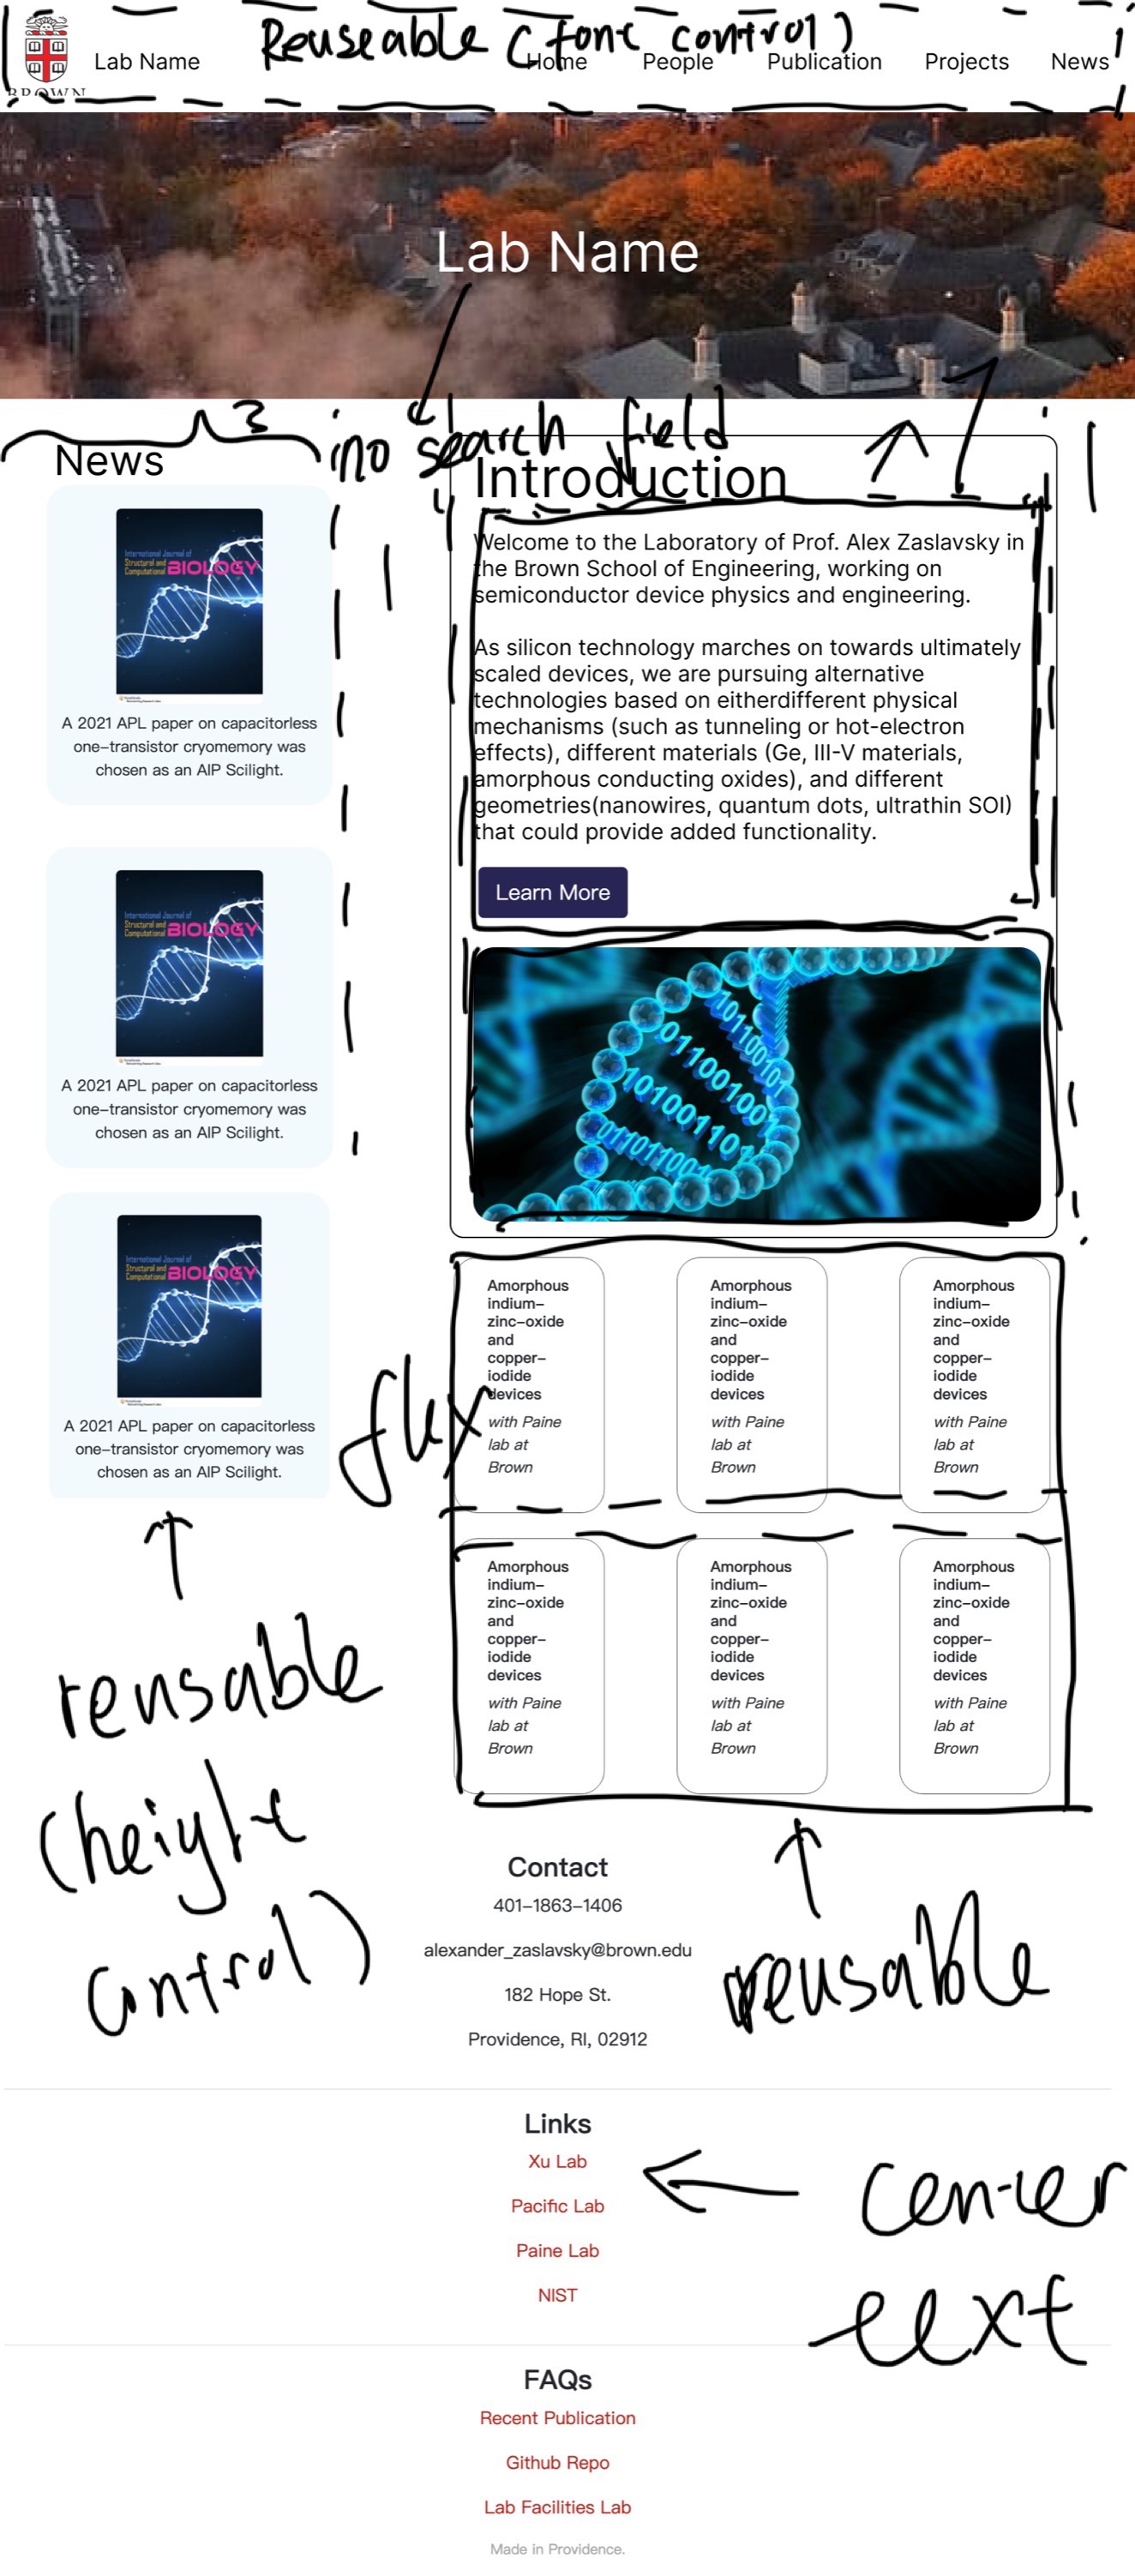 Reuseable (font control)
BROWN
Lab Name
Home
People
Publication
Projects
News
Lab Name
3
no search field
News
International Journal of
Structural and
Computational BIOLOGY
A 2021 APL paper on capacitorless
one-transistor cryomemory was
chosen as an AIP Scilight.
International Journal of
Structural and
Computational BIOLOGY
A 2021 APL paper on capacitorless
one-transistor cryomemory was
chosen as an AIP Scilight.
International Journal of
Structural and
Computational BIOLOGY
A 2021 APL paper on capacitorless
one-transistor cryomemory was
chosen as an AIP Scilight.
reusable
(height
control)
Introduction
Welcome to the Laboratory of Prof. Alex Zaslavsky in
the Brown School of Engineering, working on
semiconductor device physics and engineering.
As silicon technology marches on towards ultimately
scaled devices, we are pursuing alternative
technologies based on eitherdifferent physical
mechanisms (such as tunneling or hot-electron
effects), different materials (Ge, III-V materials,
amorphous conducting oxides), and different
geometries(nanowires, quantum dots, ultrathin SOI)
that could provide added functionality.
Learn More
flex
Amorphous
indium-
zinc-oxide
and
copper-
iodide
devices
with Paine
lab at
Brown
Amorphous
indium-
zinc-oxide
and
copper-
iodide
devices
with Paine
lab at
Brown
Amorphous
indium-
zinc-oxide
and
copper-
iodide
devices
with Paine
lab at
Brown
Amorphous
indium-
zinc-oxide
and
copper-
iodide
devices
with Paine
lab at
Brown
Amorphous
indium-
zinc-oxide
and
copper-
iodide
devices
with Paine
lab at
Brown
Amorphous
indium-
zinc-oxide
and
copper-
iodide
devices
with Paine
lab at
Brown
reusable
Contact
401-1863-1406
alexander_zaslavsky@brown.edu
182 Hope St.
Providence, RI, 02912
Links
Xu Lab
Pacific Lab
Paine Lab
NIST
center
text
FAQs
Recent Publication
Github Repo
Lab Facilities Lab
Made in Providence.